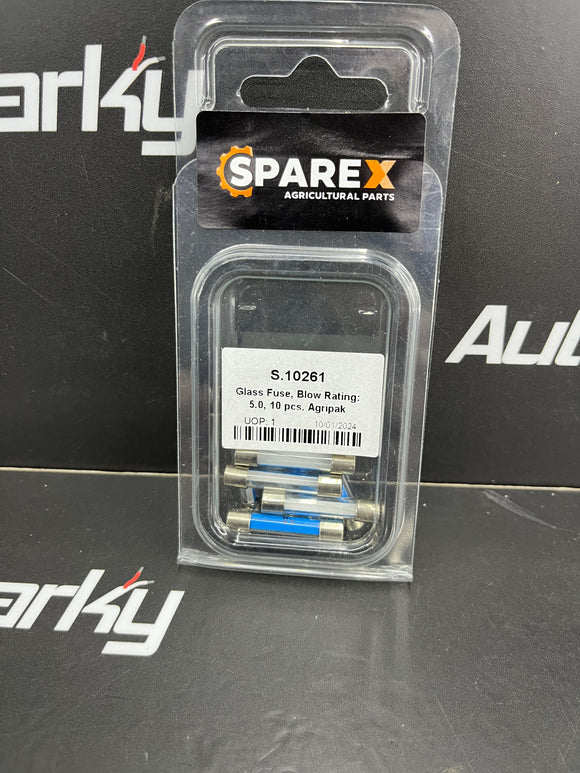 arky
SPAREX
AGRICULTURAL PARTS
Aut
S.10261
Glass Fuse, Blow Rating:
5.0, 10 pcs. Agripak
UOP: 1 10/01/2024
arky